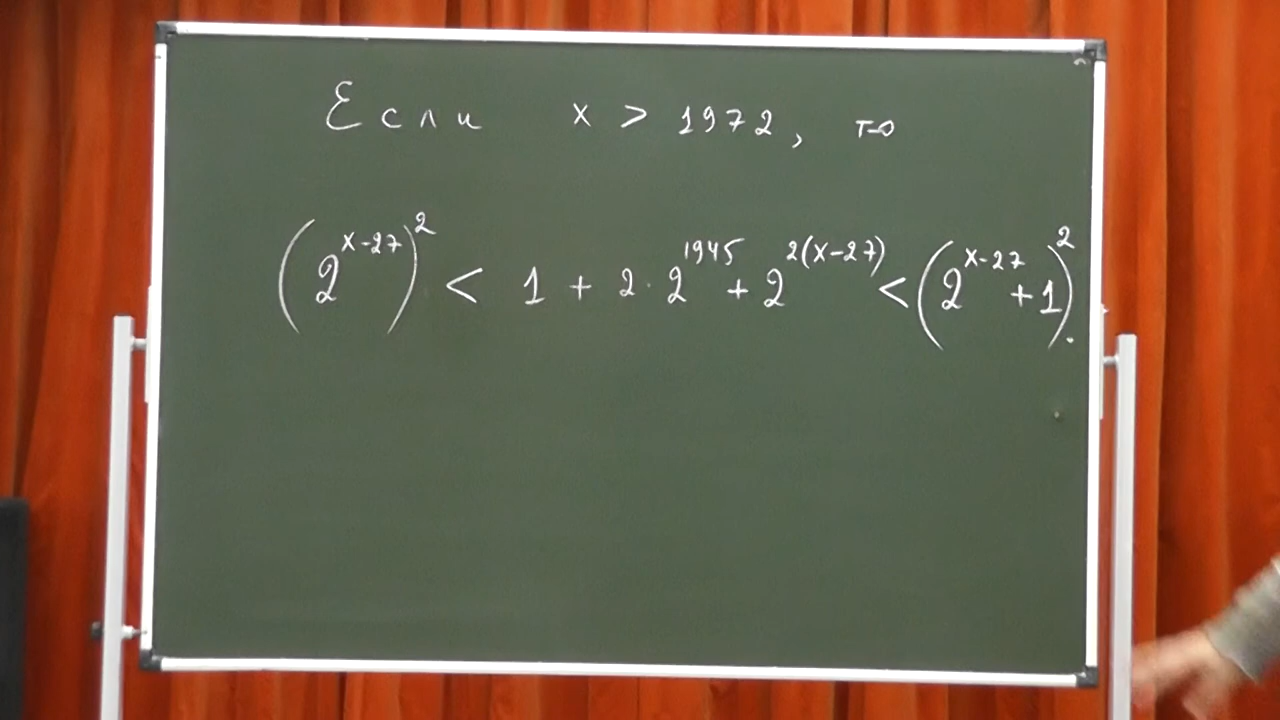 Если x > 1972, то
(2^{x-27})^2 < 1 + 2 · 2^{1945} + 2^{2(x-27)} < (2^{x-27} + 1)^2.